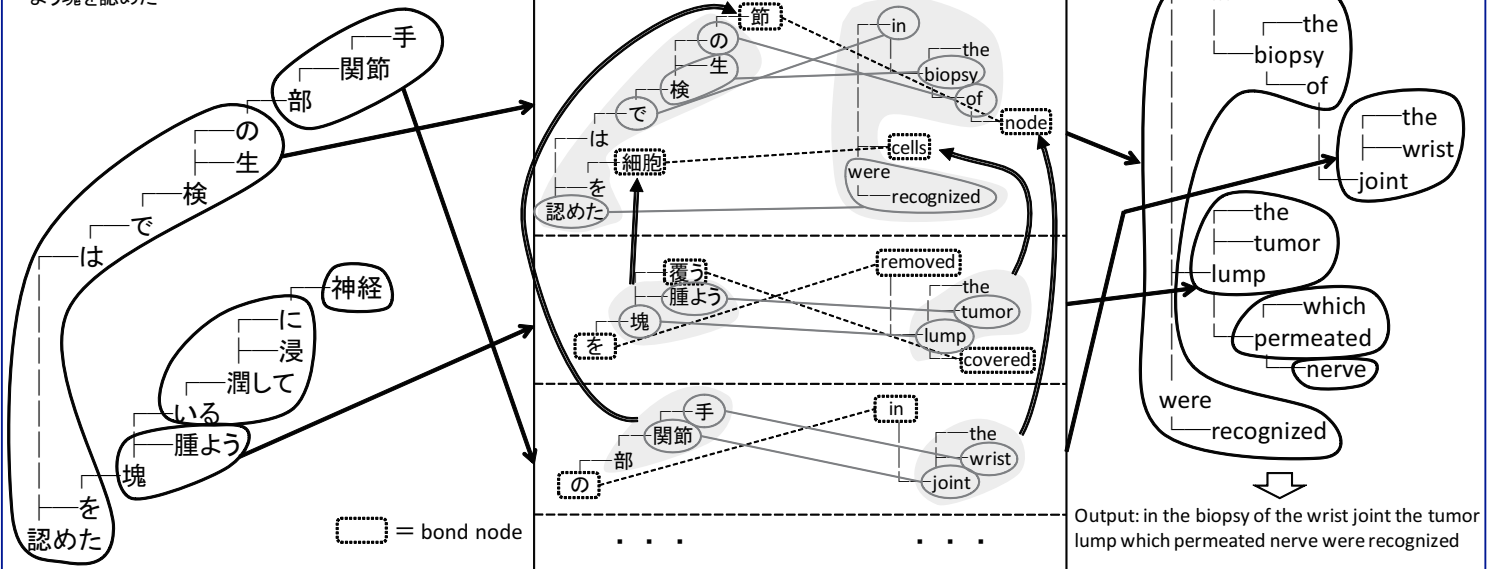 よう塊を認めた
手
関節
部
の
生
検
で
は
神経
に
浸
潤して
いる
腫よう
塊
を
認めた
= bond node
節
の
生
検
で
は
細胞
を
認めた
in
the
biopsy
of
node
cells
were
recognized
覆う
腫よう
塊
を
removed
the
tumor
lump
covered
手
関節
部
の
in
the
wrist
joint
. . .
. . .
the
biopsy
of
the
wrist
joint
the
tumor
lump
which
permeated
nerve
were
recognized
Output: in the biopsy of the wrist joint the tumor
lump which permeated nerve were recognized